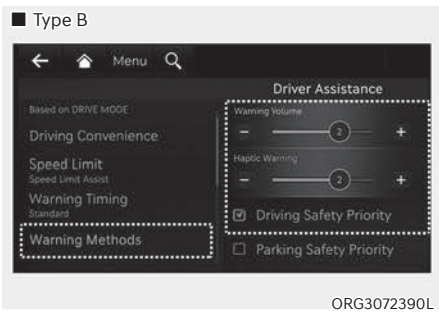 ■ Type B
Menu
Driver Assistance
Based on DRIVE MODE
Driving Convenience
Speed Limit
Speed Limit Assist
Warning Timing
Standard
Warning Methods
Warning Volume
- 2 +
Haptic Warning
- 2 +
Driving Safety Priority
Parking Safety Priority
ORG3072390L